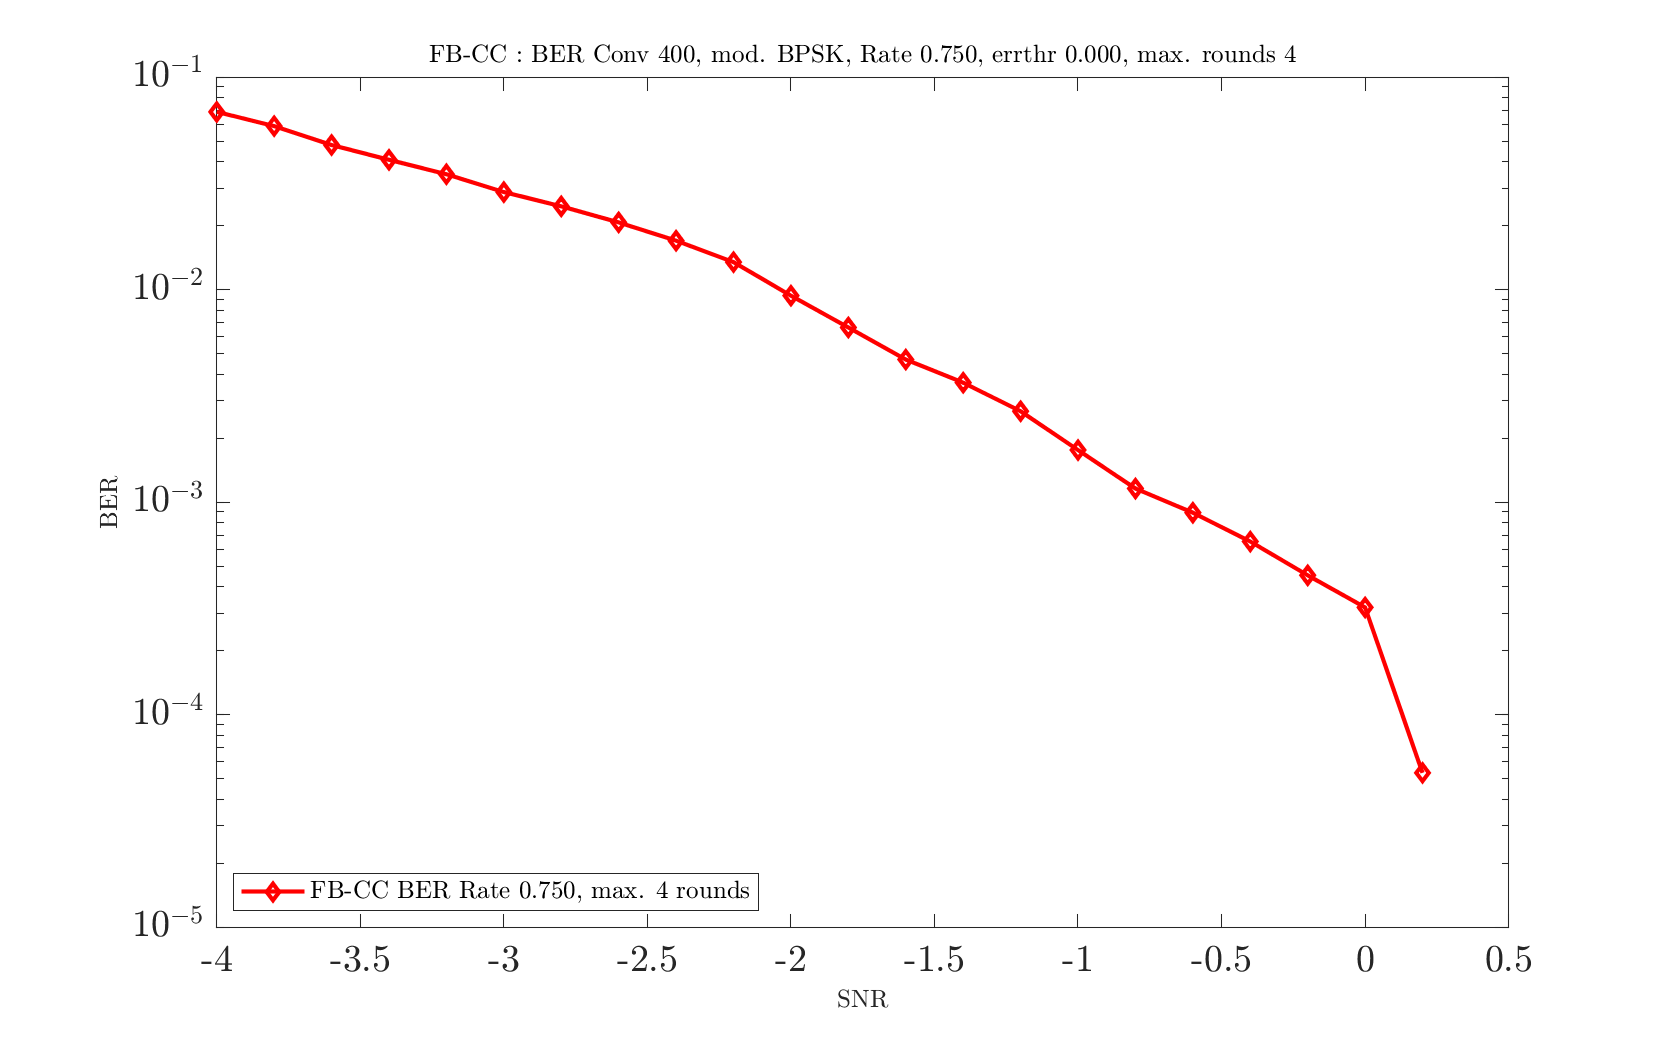 FB-CC : BER Conv 400, mod. BPSK, Rate 0.750, errthr 0.000, max. rounds 4
10−1
10−2
10−3
10−4
10−5
BER
FB-CC BER Rate 0.750, max. 4 rounds
-4 -3.5 -3 -2.5 -2 -1.5 -1 -0.5 0 0.5
SNR